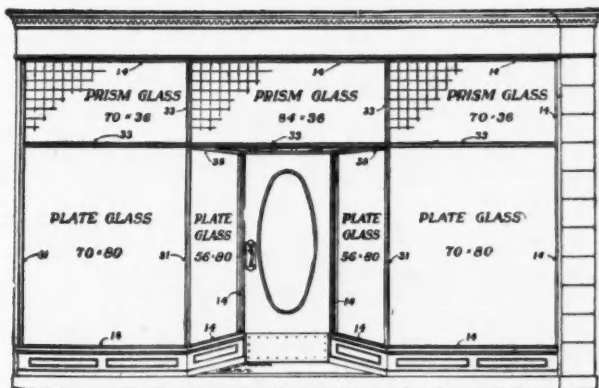 14 14 14
PRISM GLASS
70 × 36
PRISM GLASS
84 × 36
PRISM GLASS
70 × 36
33 33 14
33 33 33
38 38
PLATE GLASS
70 × 80
PLATE
GLASS
56 × 80
PLATE
GLASS
56 × 80
PLATE GLASS
70 × 80
31 31 31 14
14 14
14 14 14 14